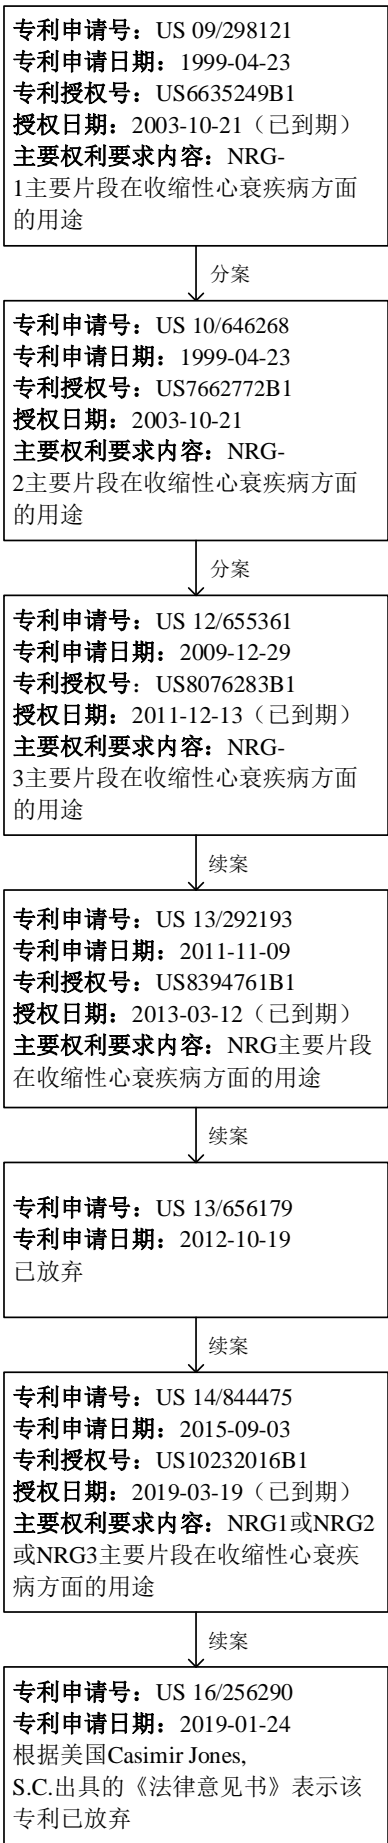 专利申请号：US 09/298121
专利申请日期：1999-04-23
专利授权号：US6635249B1
授权日期：2003-10-21（已到期）
主要权利要求内容：NRG-
1主要片段在收缩性心衰疾病方面
的用途
分案
专利申请号：US 10/646268
专利申请日期：1999-04-23
专利授权号：US7662772B1
授权日期：2003-10-21
主要权利要求内容：NRG-
2主要片段在收缩性心衰疾病方面
的用途
分案
专利申请号：US 12/655361
专利申请日期：2009-12-29
专利授权号：US8076283B1
授权日期：2011-12-13（已到期）
主要权利要求内容：NRG-
3主要片段在收缩性心衰疾病方面
的用途
续案
专利申请号：US 13/292193
专利申请日期：2011-11-09
专利授权号：US8394761B1
授权日期：2013-03-12（已到期）
主要权利要求内容：NRG主要片段
在收缩性心衰疾病方面的用途
续案
专利申请号：US 13/656179
专利申请日期：2012-10-19
已放弃
续案
专利申请号：US 14/844475
专利申请日期：2015-09-03
专利授权号：US10232016B1
授权日期：2019-03-19（已到期）
主要权利要求内容：NRG1或NRG2
或NRG3主要片段在收缩性心衰疾
病方面的用途
续案
专利申请号：US 16/256290
专利申请日期：2019-01-24
根据美国Casimir Jones,
S.C.出具的《法律意见书》表示该
专利已放弃